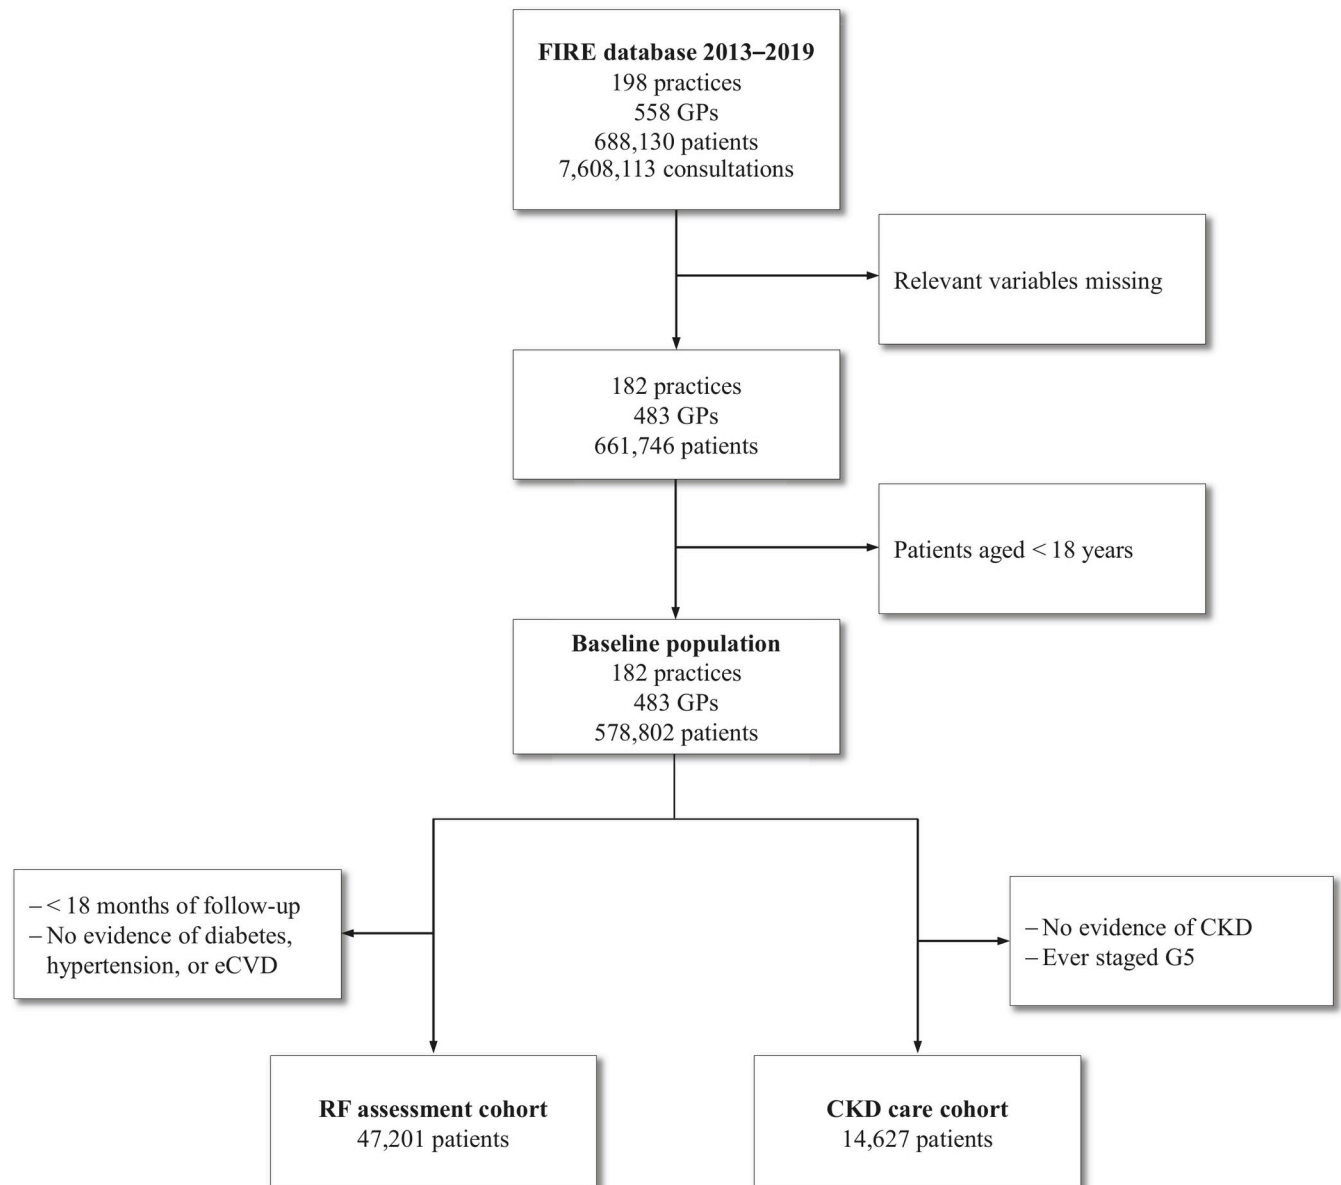 FIRE database 2013–2019
198 practices
558 GPs
688,130 patients
7,608,113 consultations
Relevant variables missing
182 practices
483 GPs
661,746 patients
Patients aged < 18 years
Baseline population
182 practices
483 GPs
578,802 patients
– < 18 months of follow-up
– No evidence of diabetes,
hypertension, or eCVD
– No evidence of CKD
– Ever staged G5
RF assessment cohort
47,201 patients
CKD care cohort
14,627 patients